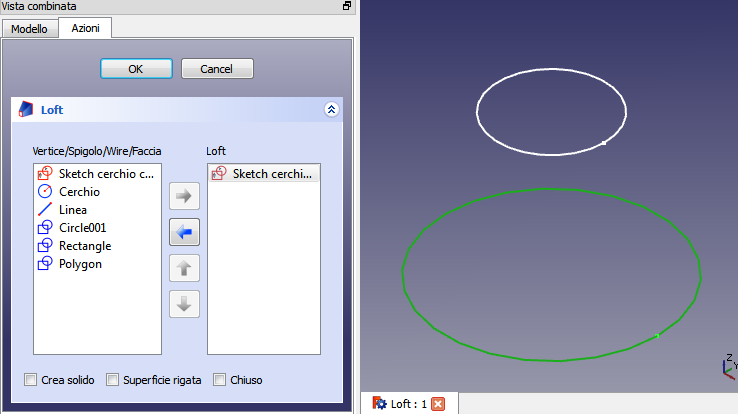 Vista combinata
Modello
Azioni
OK
Cancel
Loft
Vertice/Spigolo/Wire/Faccia
Loft
Sketch cerchio c...
Cerchio
Linea
Circle001
Rectangle
Polygon
Sketch cerchi...
Crea solido
Superficie rigata
Chiuso
Z
Y
Loft : 1